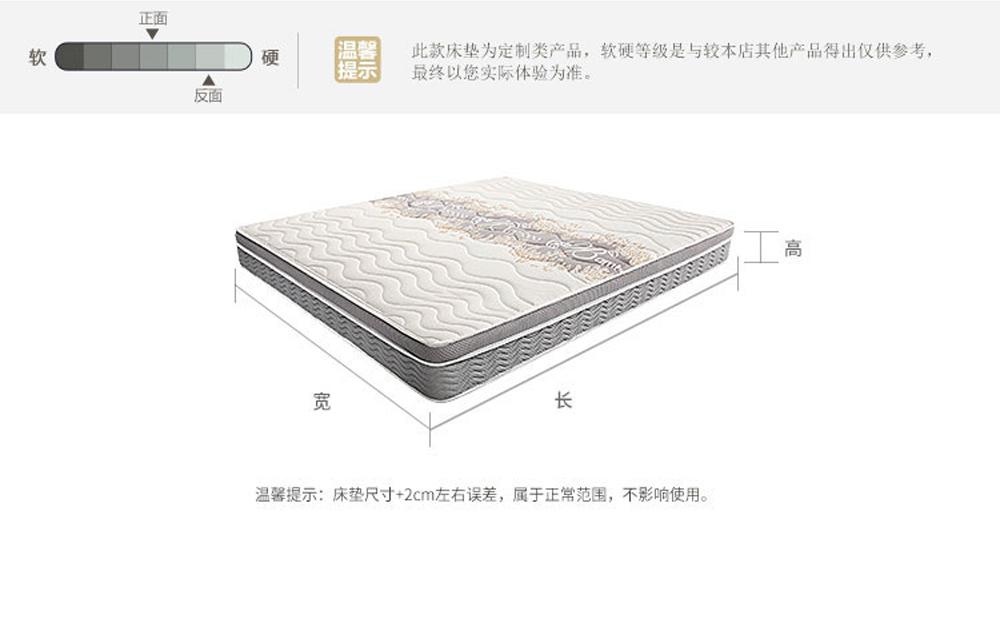 正面
软
硬
反面
温馨
提示
此款床垫为定制类产品，软硬等级是与较本店其他产品得出仅供参考，
最终以您实际体验为准。
高
宽
长
温馨提示：床垫尺寸+2cm左右误差，属于正常范围，不影响使用。